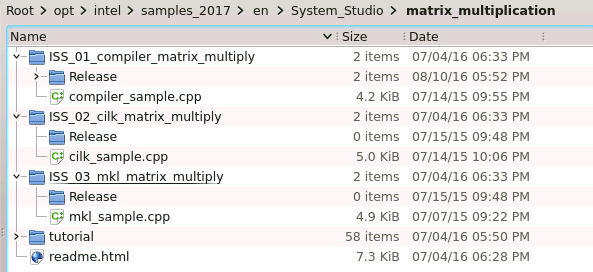 Root > opt > intel > samples_2017 > en > System_Studio > matrix_multiplication
Name Size Date
ISS_01_compiler_matrix_multiply 2 items 07/04/16 06:33 PM
Release 2 items 08/10/16 05:52 PM
compiler_sample.cpp 4.2 KiB 07/14/15 09:55 PM
ISS_02_cilk_matrix_multiply 2 items 07/04/16 06:33 PM
Release 0 items 07/15/15 09:48 PM
cilk_sample.cpp 5.0 KiB 07/14/15 10:06 PM
ISS_03_mkl_matrix_multiply 2 items 07/04/16 06:33 PM
Release 0 items 07/15/15 09:48 PM
mkl_sample.cpp 4.9 KiB 07/07/15 09:22 PM
tutorial 58 items 07/04/16 05:50 PM
readme.html 7.3 KiB 07/04/16 06:28 PM